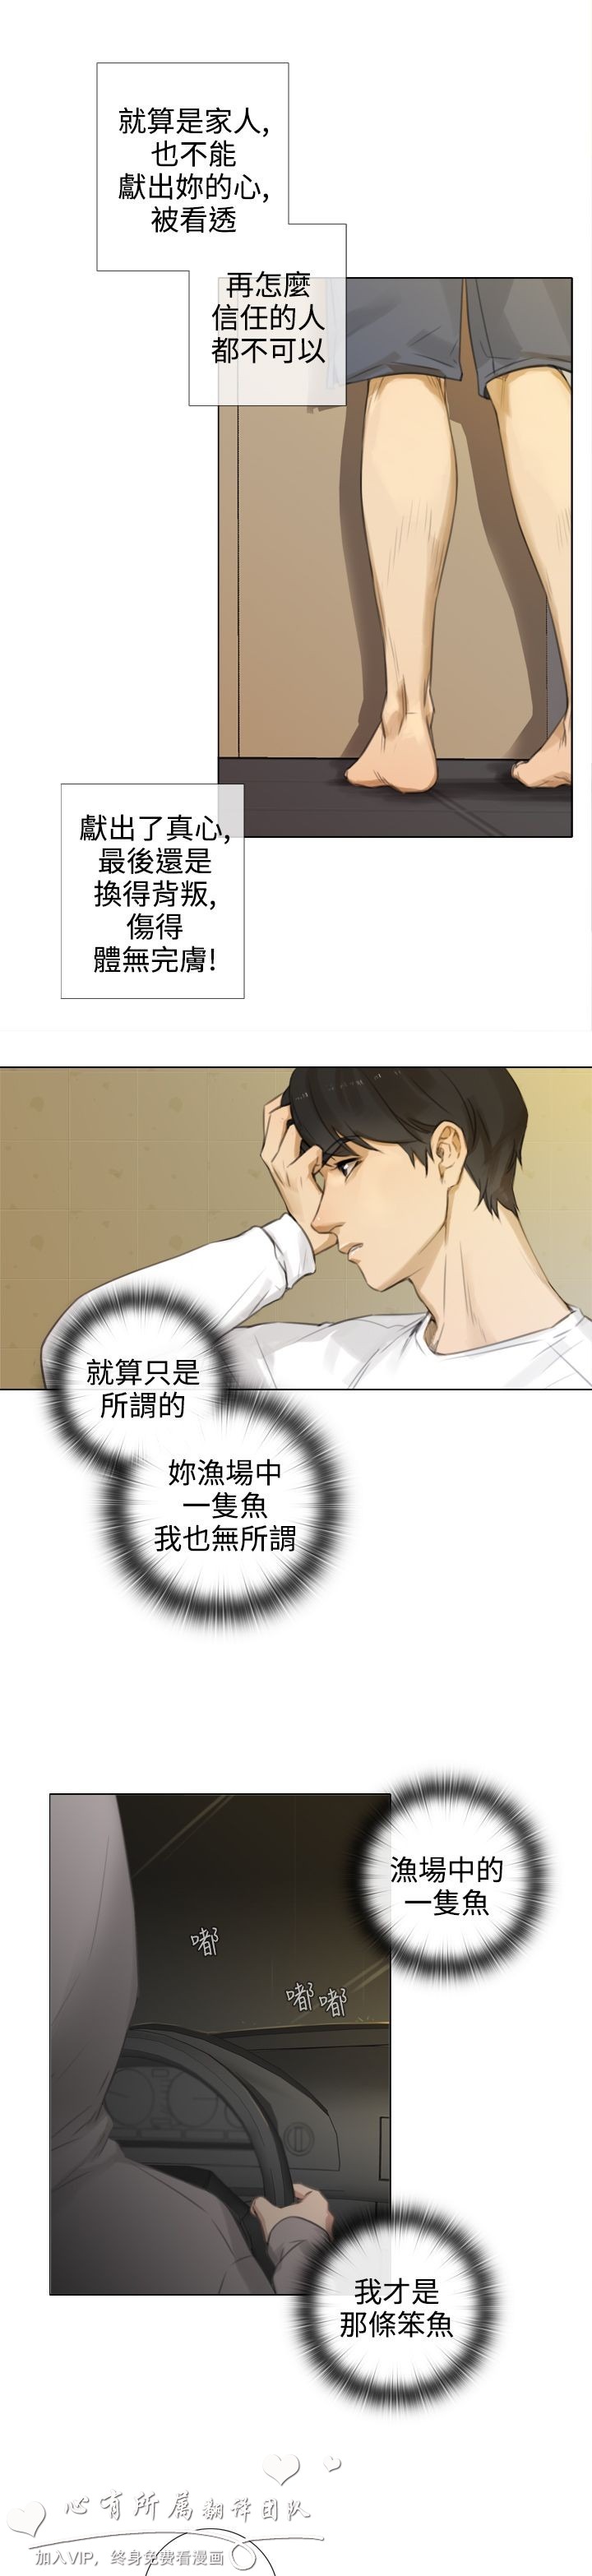 就算是家人,
也不能
獻出妳的心,
被看透
再怎麼
信任的人
都不可以
獻出了真心,
最後還是
換得背叛,
傷得
體無完膚!
就算只是
所謂的
妳漁場中
一隻魚
我也無所謂
漁場中的
一隻魚
嘟
嘟嘟
我才是
那條笨魚
心有所属翻译团队
加入VIP，终身免费看漫画